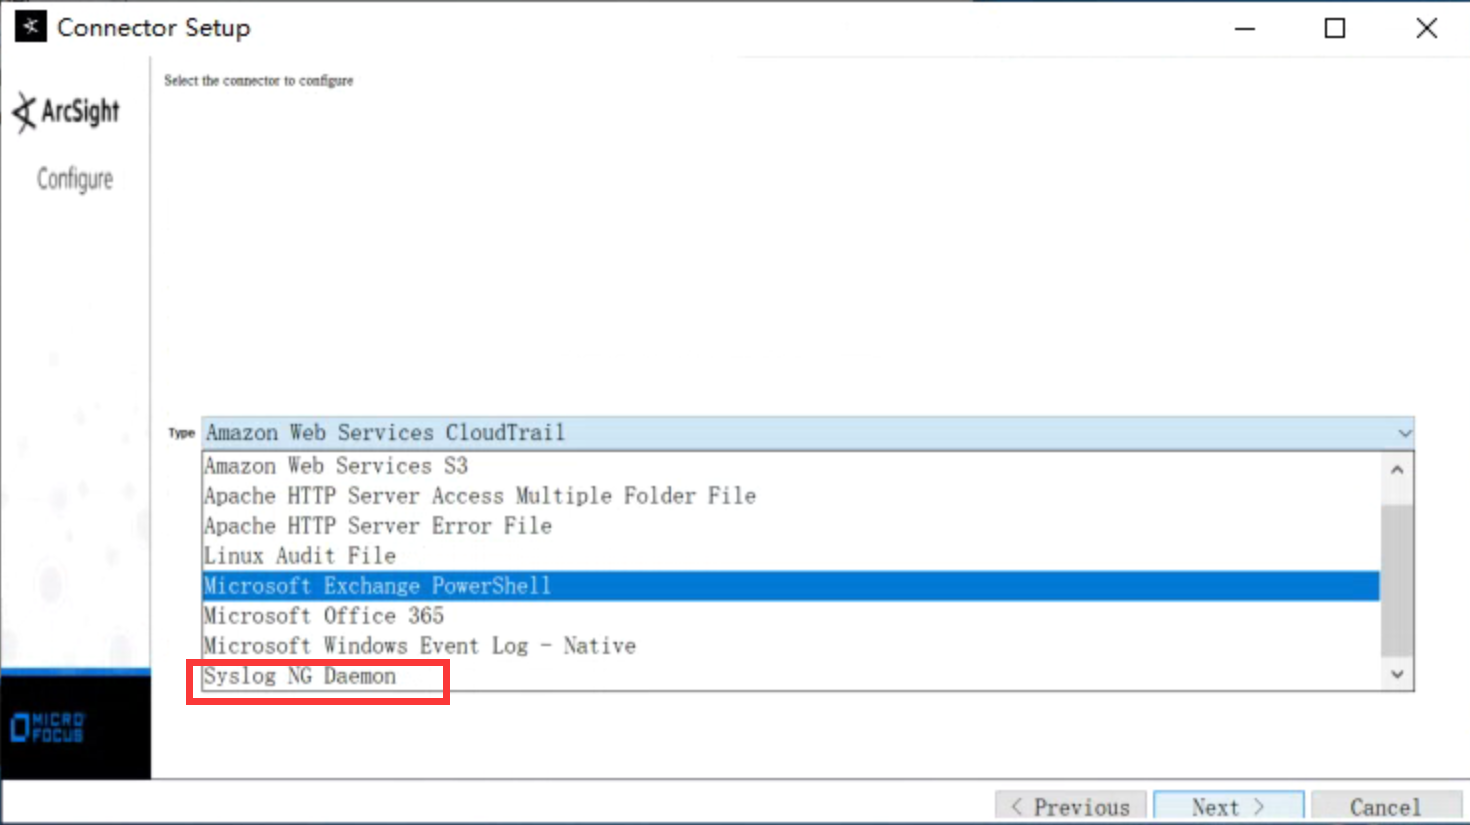 Connector Setup
ArcSight
Configure
Select the connector to configure
Type
Amazon Web Services CloudTrail
Amazon Web Services S3
Apache HTTP Server Access Multiple Folder File
Apache HTTP Server Error File
Linux Audit File
Microsoft Exchange PowerShell
Microsoft Office 365
Microsoft Windows Event Log - Native
Syslog NG Daemon
MICRO
FOCUS
< Previous
Next >
Cancel